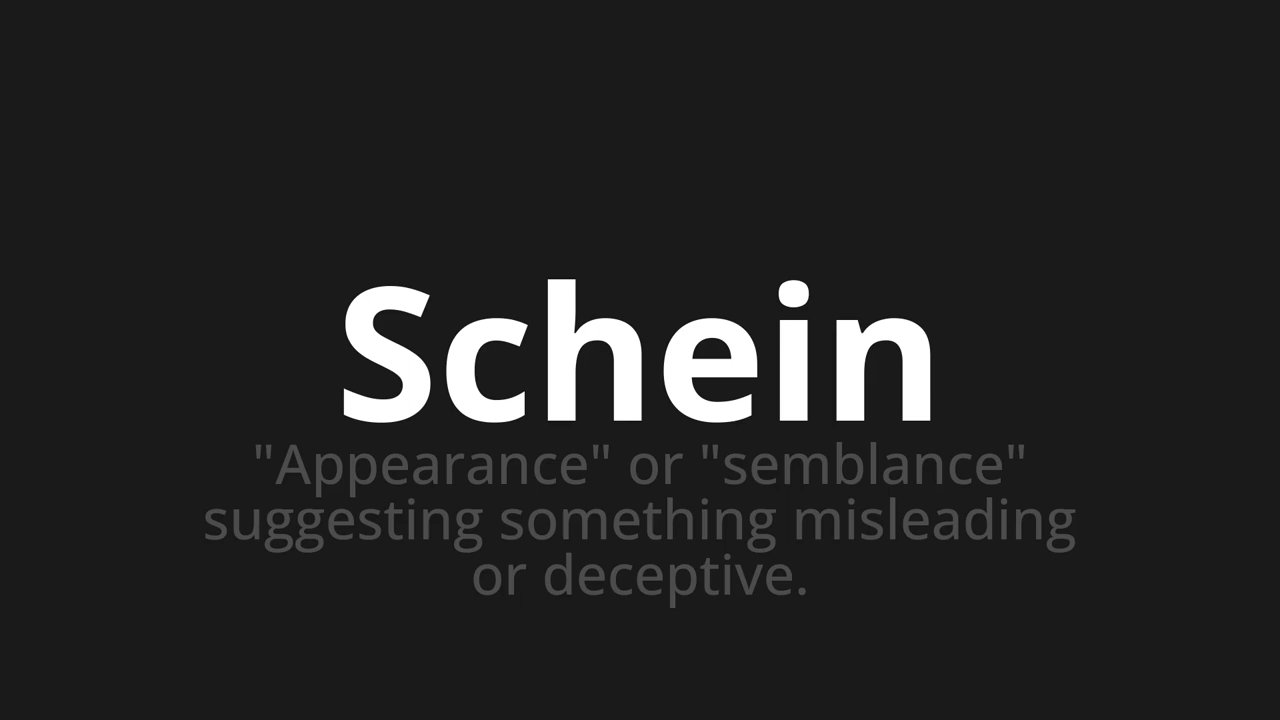 Schein
"Appearance" or "semblance"
suggesting something misleading
or deceptive.